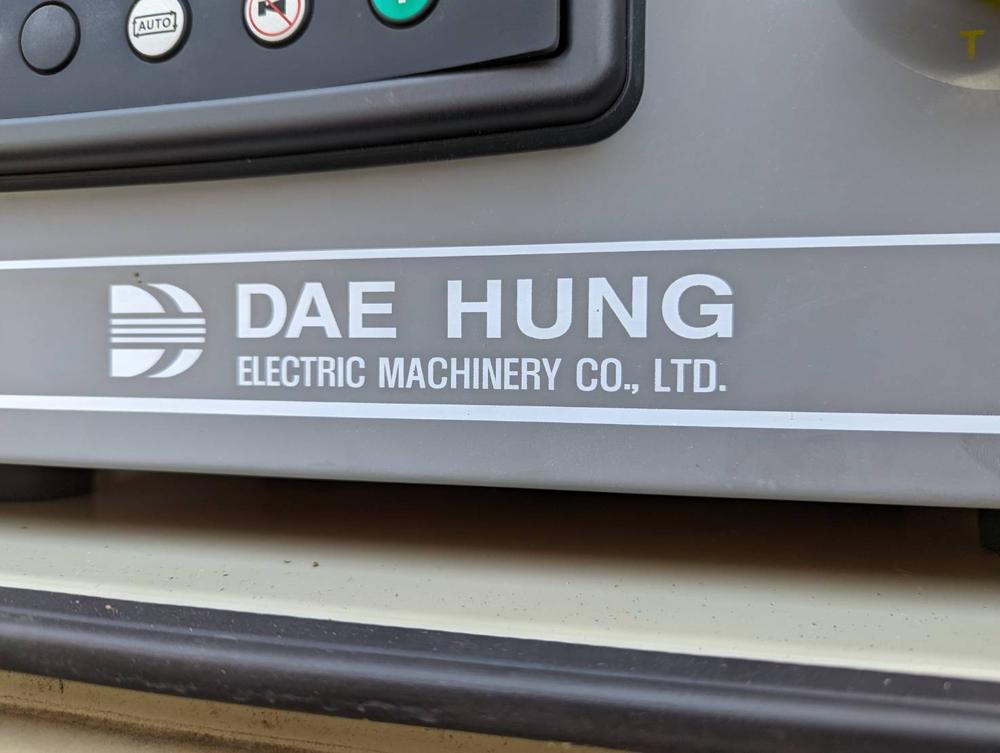 AUTO
T
DAE HUNG
ELECTRIC MACHINERY CO., LTD.